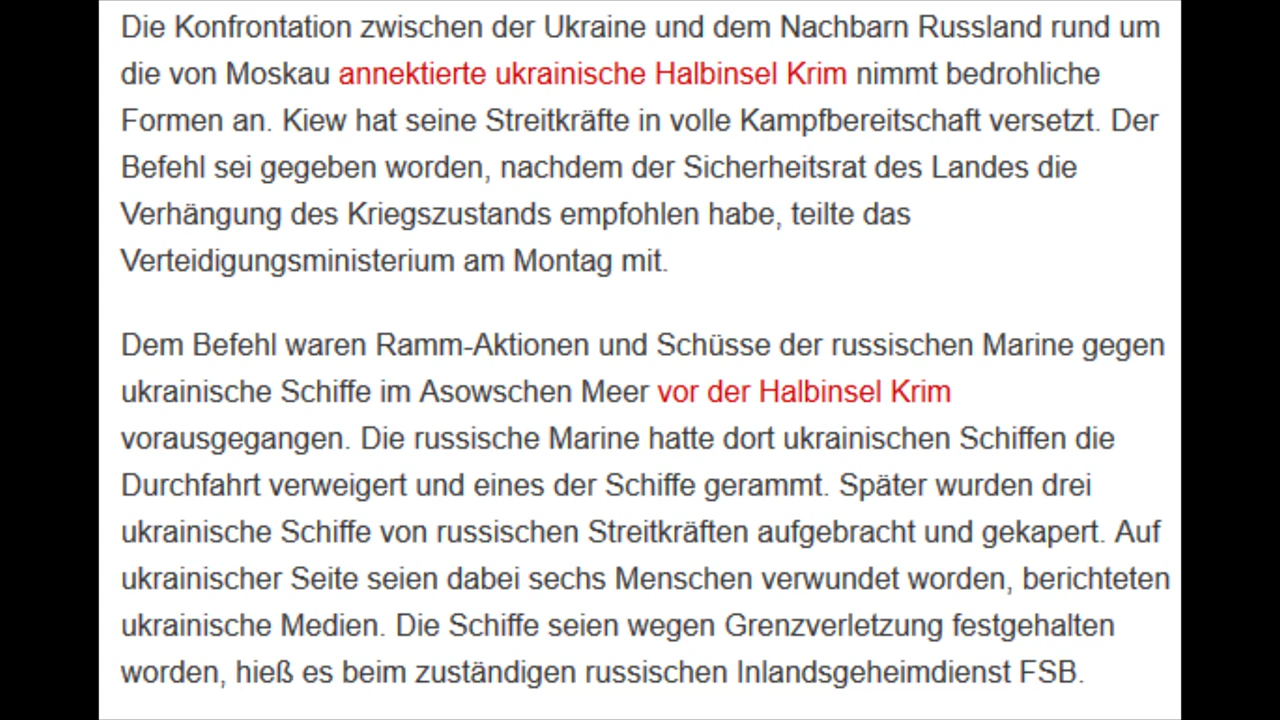 Die Konfrontation zwischen der Ukraine und dem Nachbarn Russland rund um
die von Moskau annektierte ukrainische Halbinsel Krim nimmt bedrohliche
Formen an. Kiew hat seine Streitkräfte in volle Kampfbereitschaft versetzt. Der
Befehl sei gegeben worden, nachdem der Sicherheitsrat des Landes die
Verhängung des Kriegszustands empfohlen habe, teilte das
Verteidigungsministerium am Montag mit.
Dem Befehl waren Ramm-Aktionen und Schüsse der russischen Marine gegen
ukrainische Schiffe im Asowschen Meer vor der Halbinsel Krim
vorausgegangen. Die russische Marine hatte dort ukrainischen Schiffen die
Durchfahrt verweigert und eines der Schiffe gerammt. Später wurden drei
ukrainische Schiffe von russischen Streitkräften aufgebracht und gekapert. Auf
ukrainischer Seite seien dabei sechs Menschen verwundet worden, berichteten
ukrainische Medien. Die Schiffe seien wegen Grenzverletzung festgehalten
worden, hieß es beim zuständigen russischen Inlandsgeheimdienst FSB.